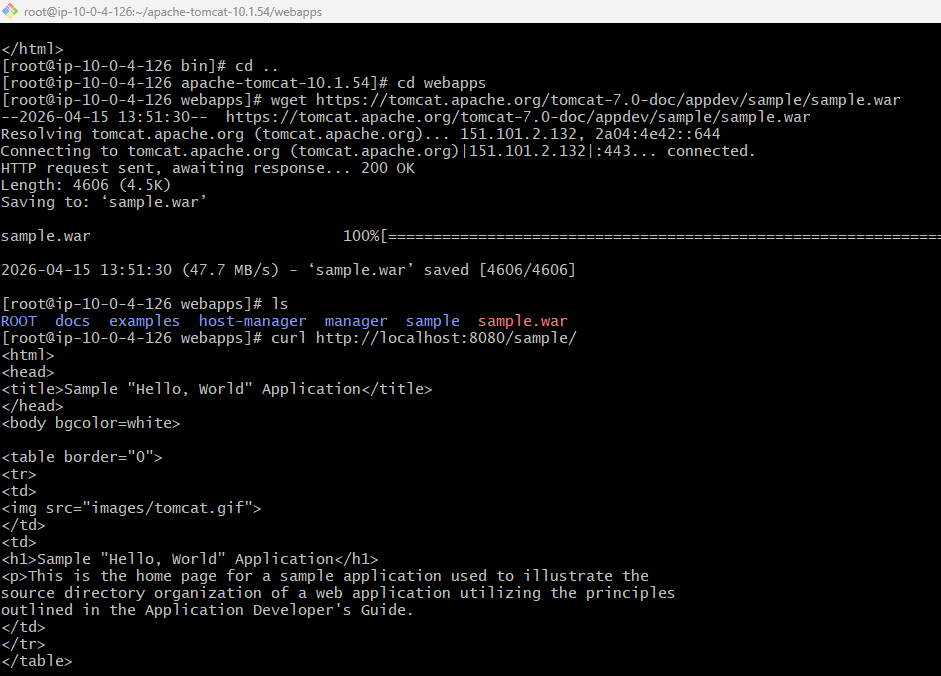 root@ip-10-0-4-126:~/apache-tomcat-10.1.54/webapps
</html>
[root@ip-10-0-4-126 bin]# cd ..
[root@ip-10-0-4-126 apache-tomcat-10.1.54]# cd webapps
[root@ip-10-0-4-126 webapps]# wget https://tomcat.apache.org/tomcat-7.0-doc/appdev/sample/sample.war
--2026-04-15 13:51:30--  https://tomcat.apache.org/tomcat-7.0-doc/appdev/sample/sample.war
Resolving tomcat.apache.org (tomcat.apache.org)... 151.101.2.132, 2a04:4e42::644
Connecting to tomcat.apache.org (tomcat.apache.org)|151.101.2.132|:443... connected.
HTTP request sent, awaiting response... 200 OK
Length: 4606 (4.5K)
Saving to: ‘sample.war’
sample.war 100%[==============================================================
2026-04-15 13:51:30 (47.7 MB/s) - ‘sample.war’ saved [4606/4606]
[root@ip-10-0-4-126 webapps]# ls
ROOT  docs  examples  host-manager  manager  sample  sample.war
[root@ip-10-0-4-126 webapps]# curl http://localhost:8080/sample/
<html>
<head>
<title>Sample "Hello, World" Application</title>
</head>
<body bgcolor=white>
<table border="0">
<tr>
<td>
<img src="images/tomcat.gif">
</td>
<td>
<h1>Sample "Hello, World" Application</h1>
<p>This is the home page for a sample application used to illustrate the
source directory organization of a web application utilizing the principles
outlined in the Application Developer's Guide.
</td>
</tr>
</table>